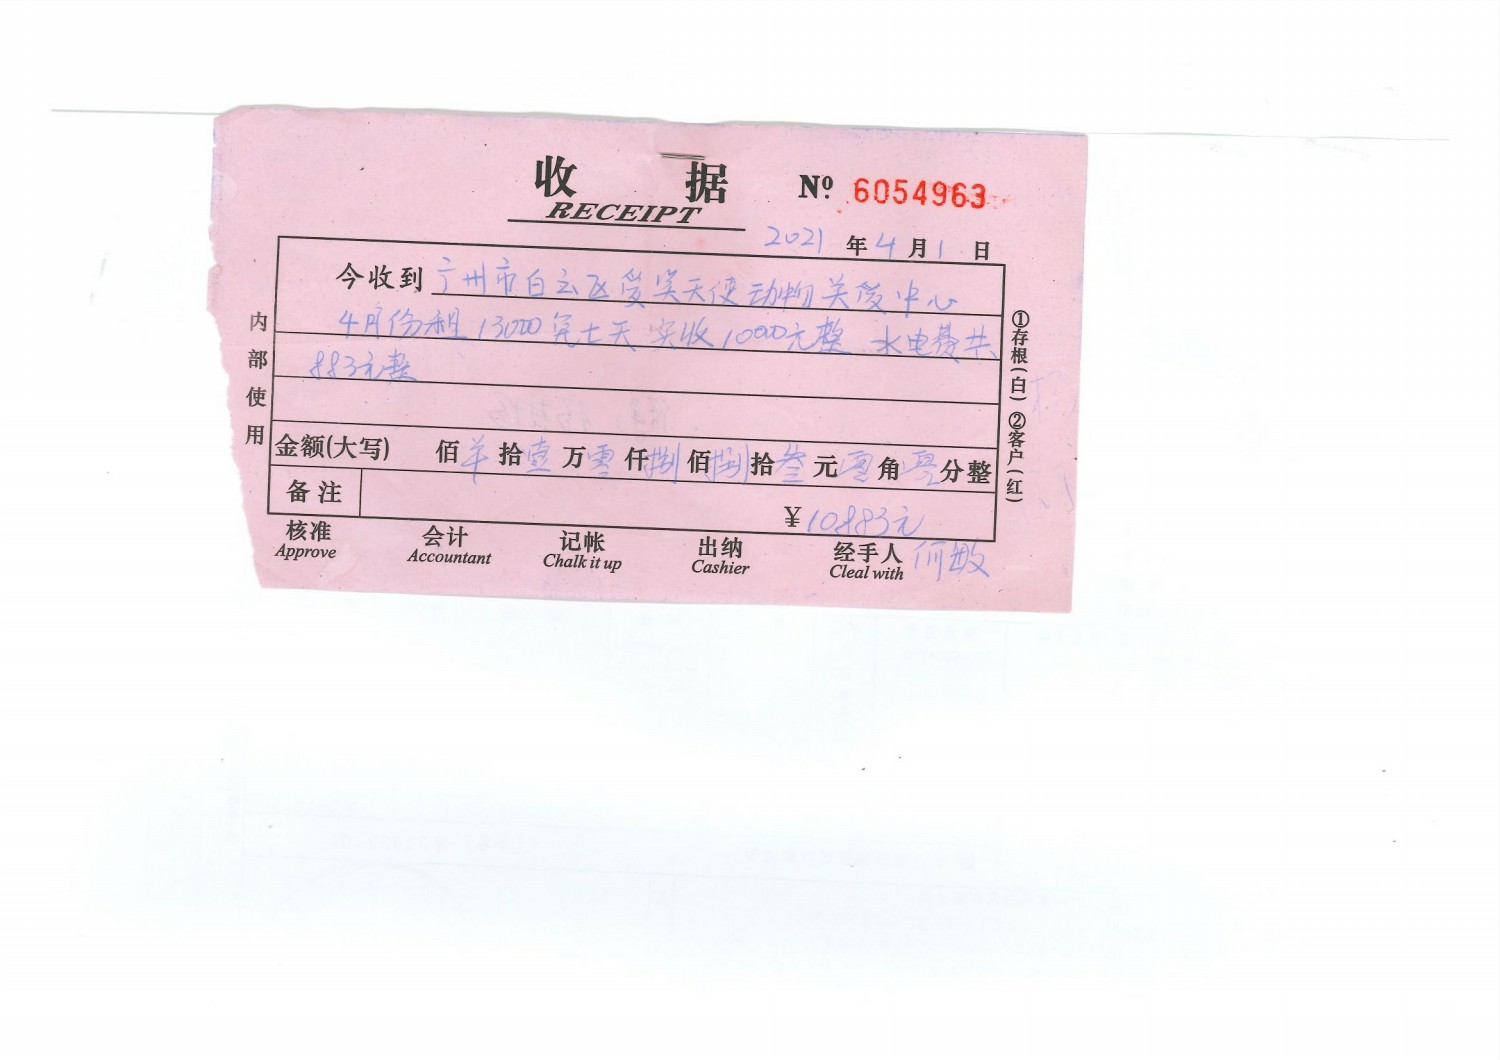 收 据
RECEIPT
Nº 6054963
2021 年 4 月 1 日
今收到 广州市白云区爱笑天使动物关爱中心
4月份租 13000 免七天 实收 10000元整 水电费共
883元整
金额(大写) 佰 羊 拾 壹 万 零 仟 捌 佰 捌 拾 叁 元 零 角 零 分整
备注
¥ 10883元
核准 会计 记帐 出纳 经手人 何敏
Approve Accountant Chalk it up Cashier Cleal with
内部使用
①存根(白) ②客户(红)